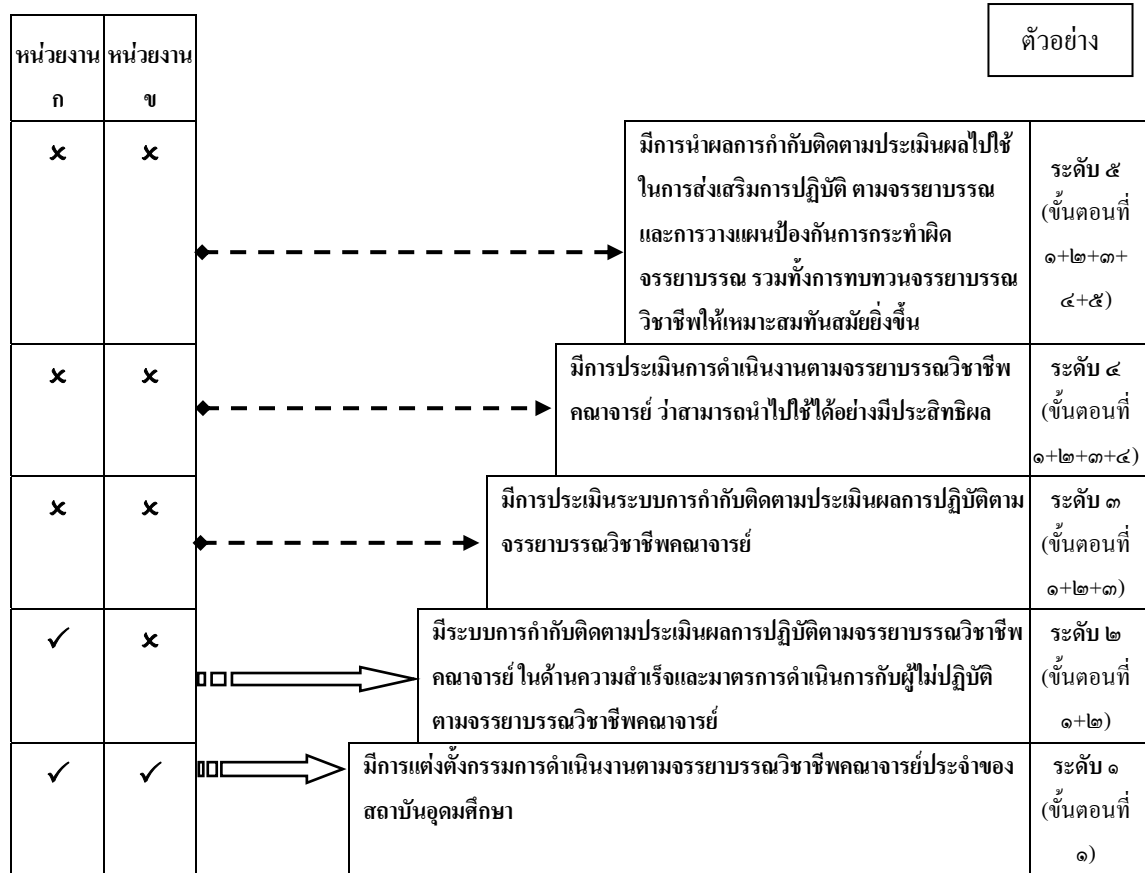 ตัวอย่าง
หน่วยงาน ก
หน่วยงาน ข
✗ ✗
มีการนำผลการกำกับติดตามประเมินผลไปใช้
ในการส่งเสริมการปฏิบัติ ตามจรรยาบรรณ
และการวางแผนป้องกันการกระทำผิด
จรรยาบรรณ รวมทั้งการทบทวนจรรยาบรรณ
วิชาชีพให้เหมาะสมทันสมัยยิ่งขึ้น
ระดับ ๕
(ขั้นตอนที่
๑+๒+๓+
๔+๕)
✗ ✗
มีการประเมินการดำเนินงานตามจรรยาบรรณวิชาชีพ
คณาจารย์ ว่าสามารถนำไปใช้ได้อย่างมีประสิทธิผล
ระดับ ๔
(ขั้นตอนที่
๑+๒+๓+๔)
✗ ✗
มีการประเมินระบบการกำกับติดตามประเมินผลการปฏิบัติตาม
จรรยาบรรณวิชาชีพคณาจารย์
ระดับ ๓
(ขั้นตอนที่
๑+๒+๓)
✓ ✗
มีระบบการกำกับติดตามประเมินผลการปฏิบัติตามจรรยาบรรณวิชาชีพ
คณาจารย์ ในด้านความสำเร็จและมาตรการดำเนินการกับผู้ไม่ปฏิบัติ
ตามจรรยาบรรณวิชาชีพคณาจารย์
ระดับ ๒
(ขั้นตอนที่
๑+๒)
✓ ✓
มีการแต่งตั้งกรรมการดำเนินงานตามจรรยาบรรณวิชาชีพคณาจารย์ประจำของ
สถาบันอุดมศึกษา
ระดับ ๑
(ขั้นตอนที่
๑)